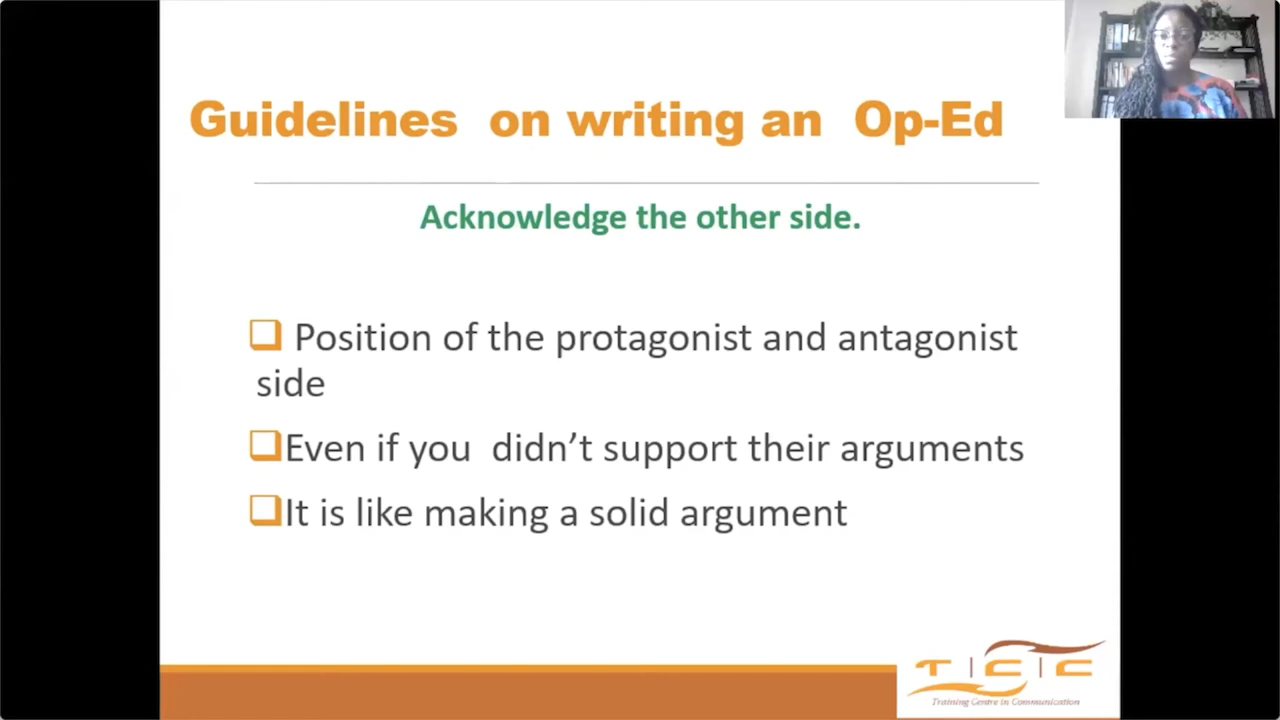 Guidelines on writing an Op-Ed
Acknowledge the other side.
Position of the protagonist and antagonist
side
Even if you didn’t support their arguments
It is like making a solid argument
T | C | C
Training Centre in Communication